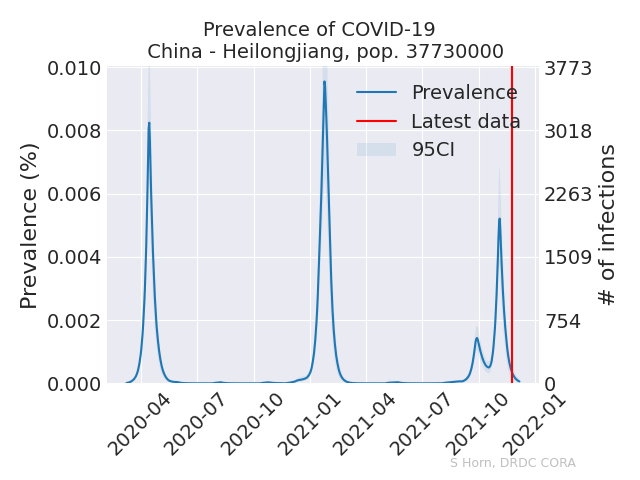 Prevalence of COVID-19
China - Heilongjiang, pop. 37730000
0.010
0.008
0.006
0.004
0.002
0.000
Prevalence (%)
Prevalence
Latest data
95CI
3773
3018
2263
1509
754
0
# of infections
2020-04
2020-07
2020-10
2021-01
2021-04
2021-07
2021-10
2022-01
S Horn, DRDC CORA